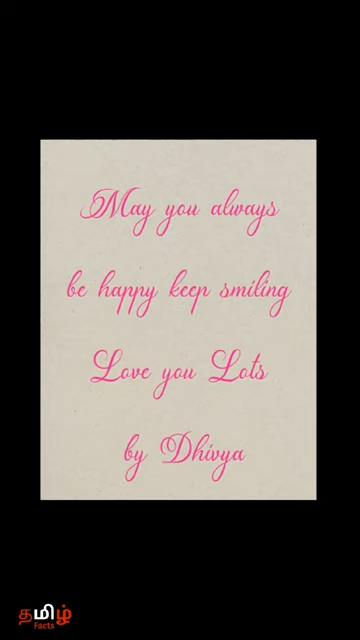 May you always
be happy keep smiling
Love you Lots
by Dhivya
தமிழ்
Facts